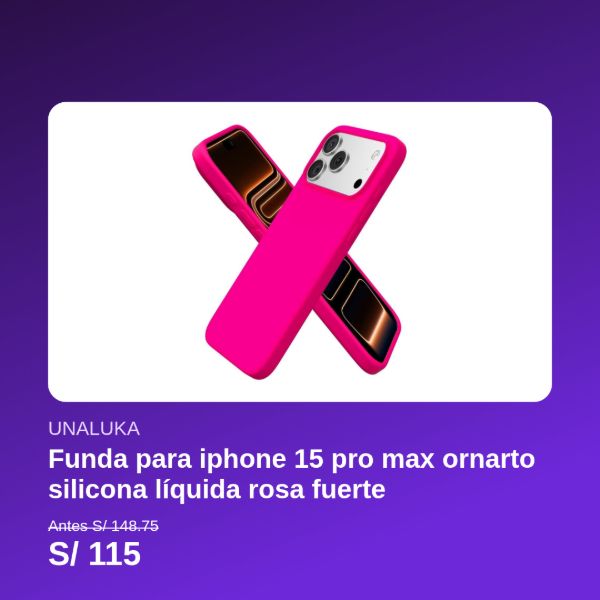 UNALUKA
Funda para iphone 15 pro max ornarto
silicona líquida rosa fuerte
Antes S/ 148.75
S/ 115